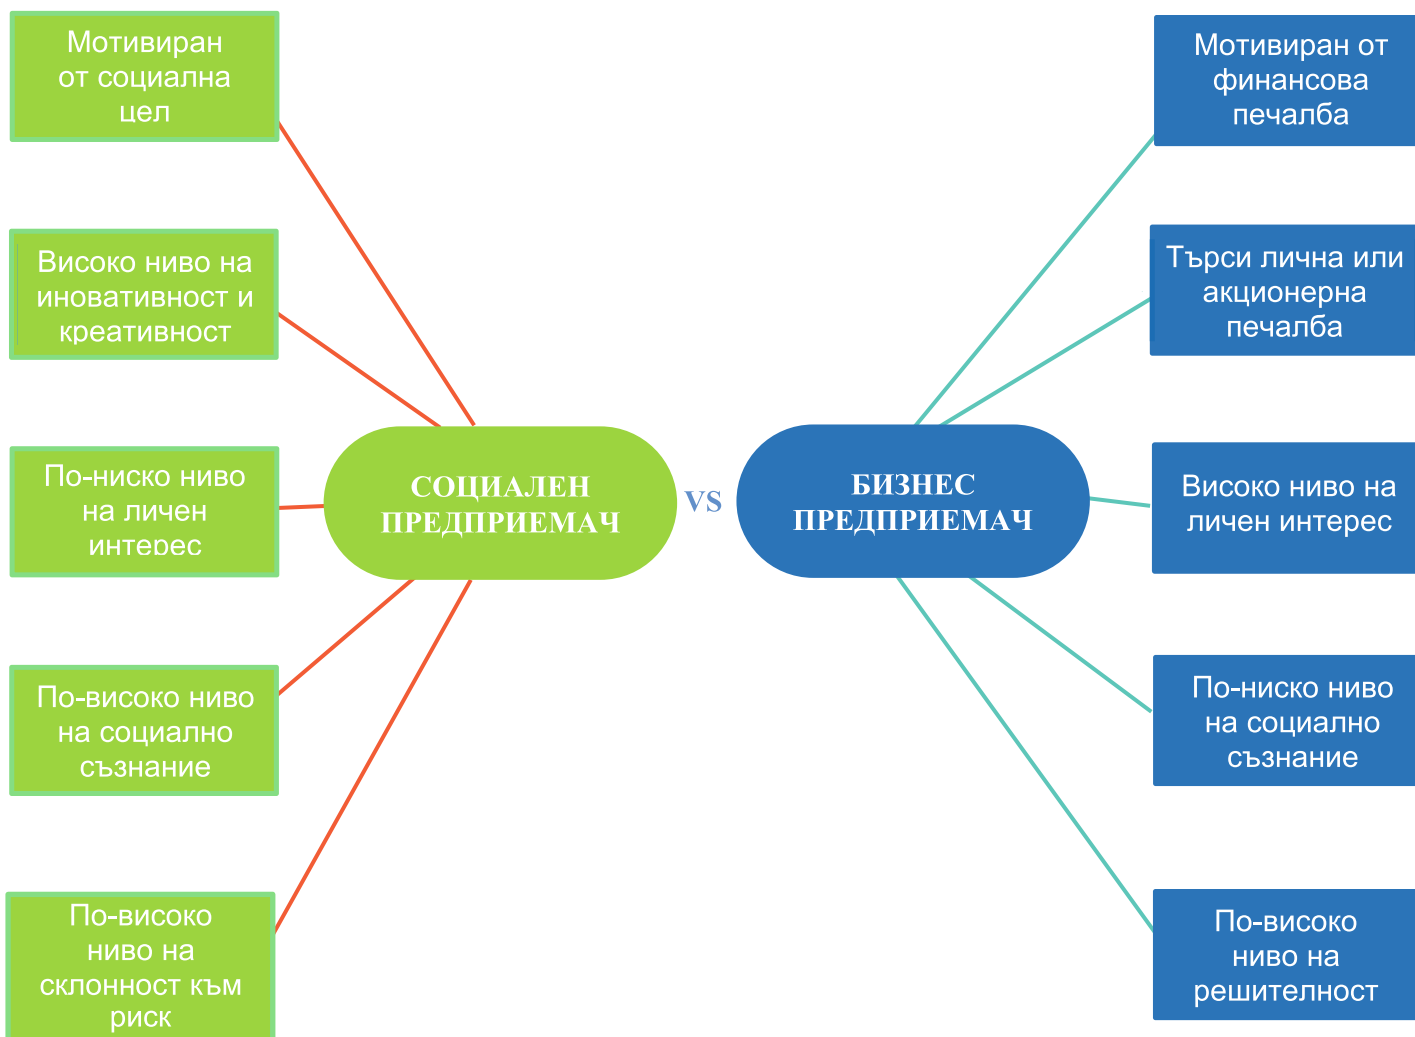 Мотивиран
от социална
цел
Високо ниво на
иновативност и
креативност
По-ниско ниво
на личен
интерес
По-високо ниво
на социално
съзнание
По-високо
ниво на
склонност към
риск
СОЦИАЛЕН
ПРЕДПРИЕМАЧ
VS
БИЗНЕС
ПРЕДПРИЕМАЧ
Мотивиран от
финансова
печалба
Търси лична или
акционерна
печалба
Високо ниво на
личен интерес
По-ниско ниво
на социално
съзнание
По-високо
ниво на
решителност